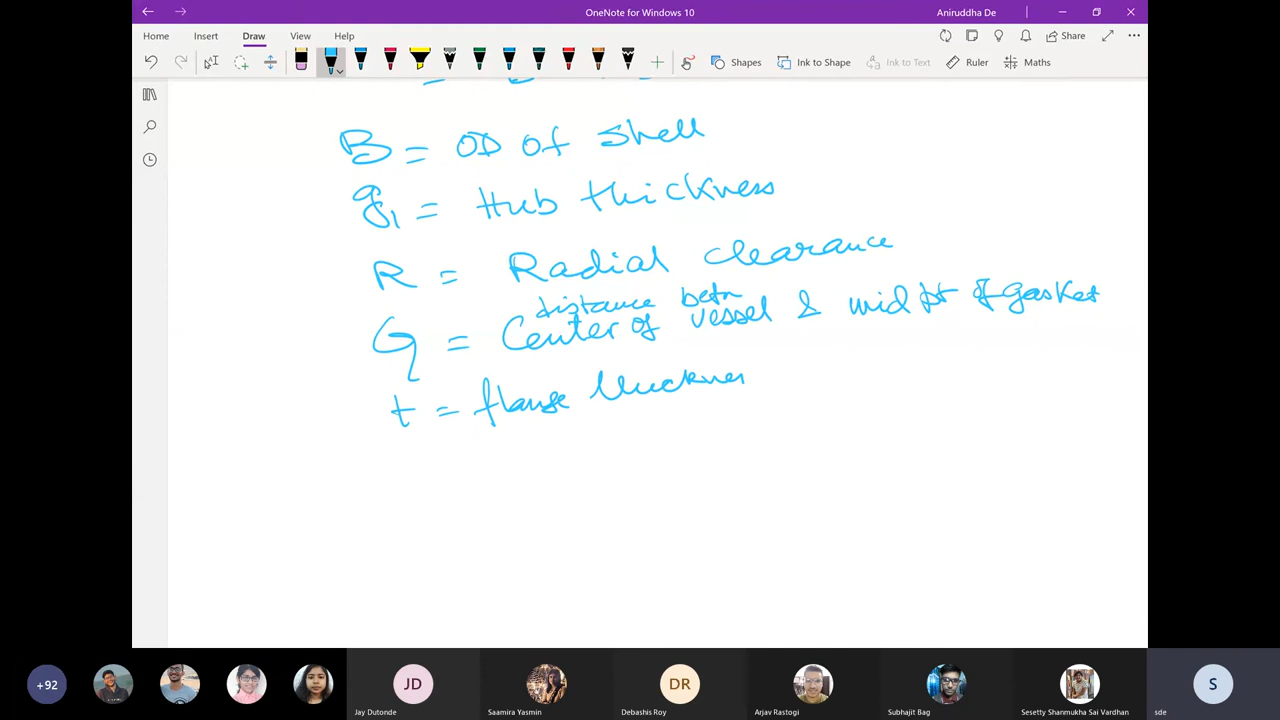 OneNote for Windows 10
Aniruddha De
Home Insert Draw View Help
Share
Shapes Ink to Shape Ink to Text Ruler Maths
B = OD Of Shell
g1 = Hub thickness
R = Radial clearance
distance betn
G = Center of vessel & mid pt of Gasket
t = flange thickness
+92
JD
DR
S
Jay Dutonde
Saamira Yasmin
Debashis Roy
Arjav Rastogi
Subhajit Bag
Sesetty Shanmukha Sai Vardhan
sde